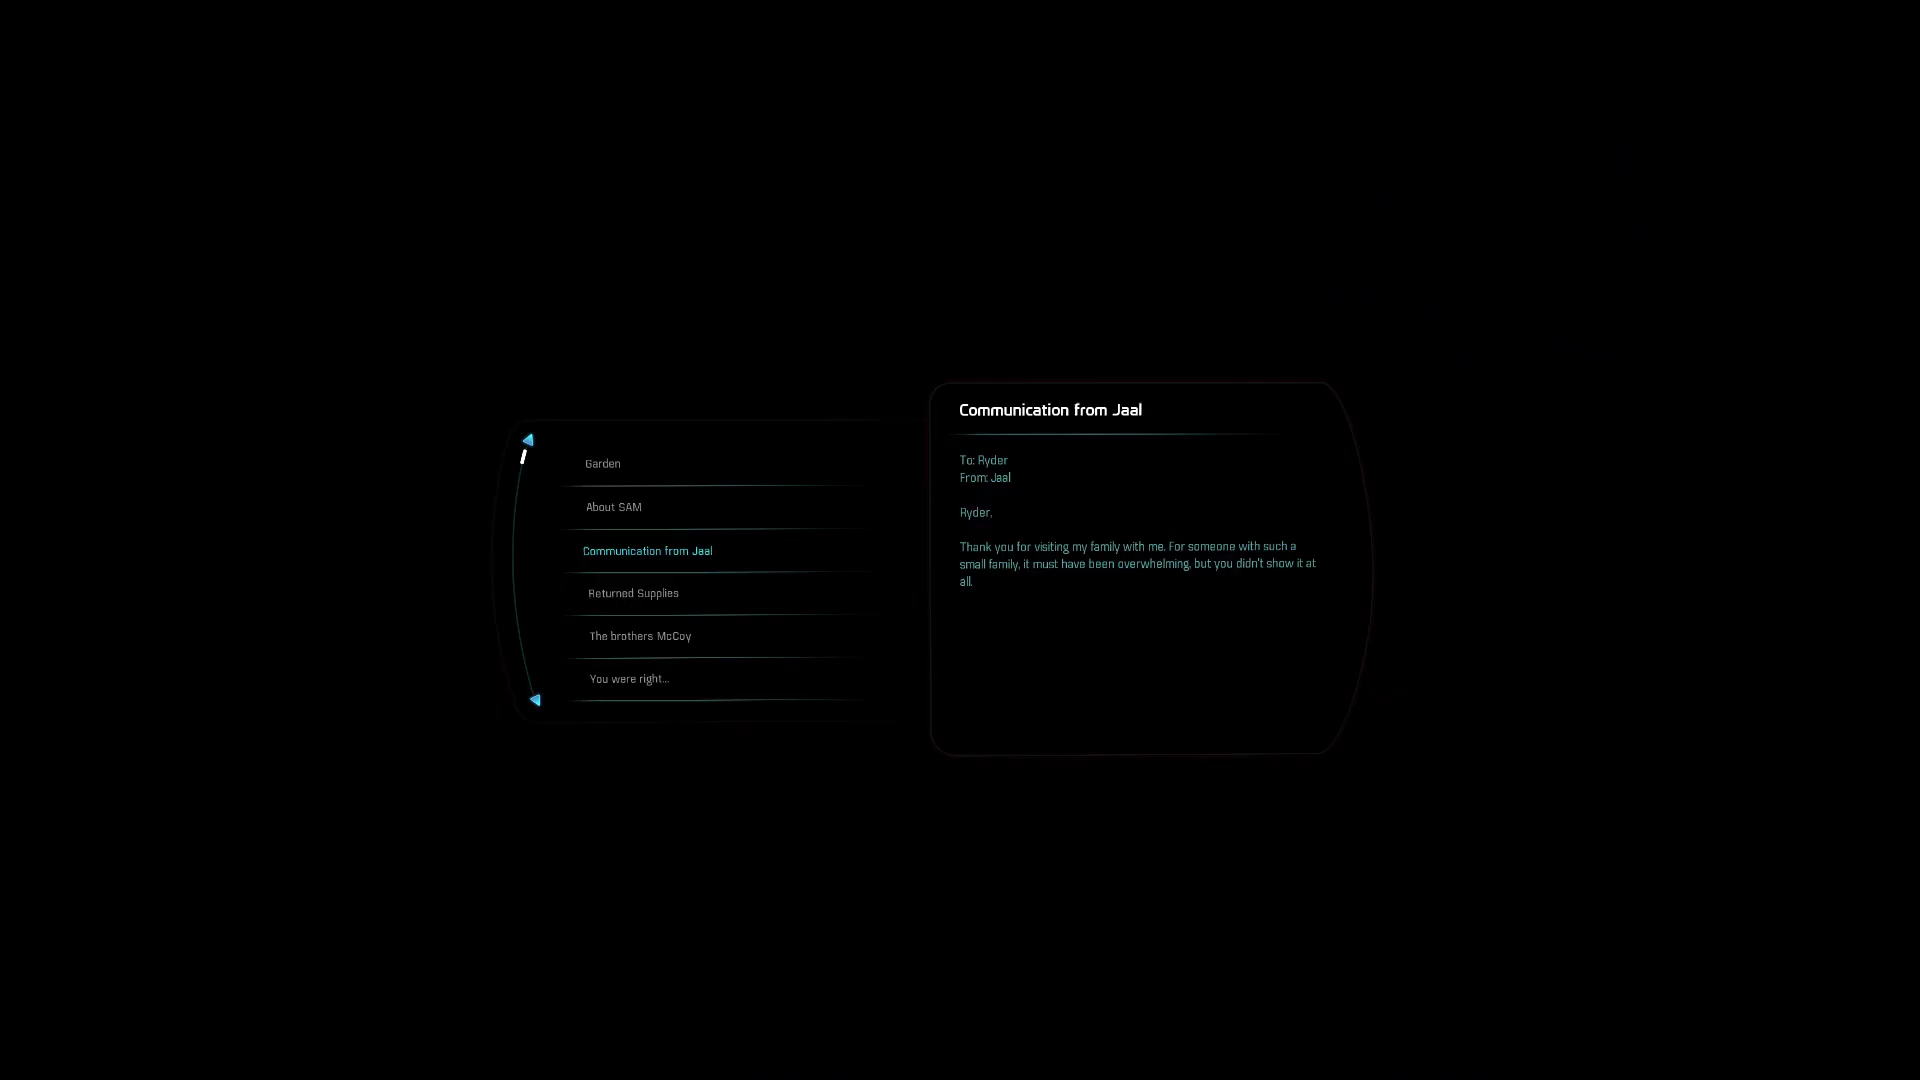 Garden
About SAM
Communication from Jaal
Returned Supplies
The brothers McCoy
You were right...
Communication from Jaal
To: Ryder
From: Jaal
Ryder,
Thank you for visiting my family with me. For someone with such a
small family, it must have been overwhelming, but you didn't show it at
all.